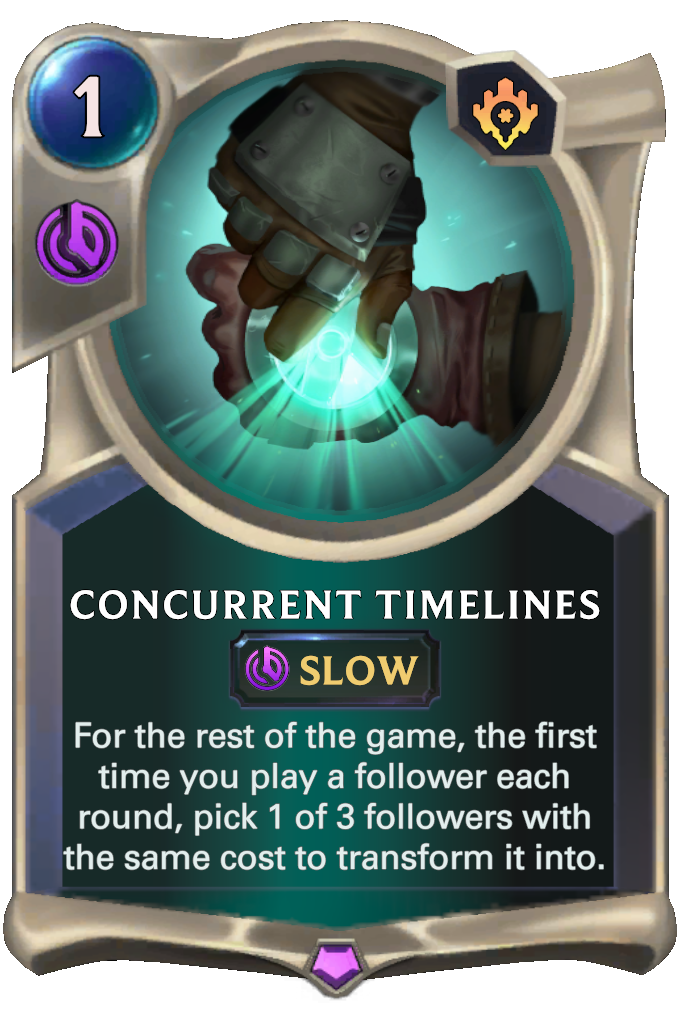 1
CONCURRENT TIMELINES
SLOW
For the rest of the game, the first
time you play a follower each
round, pick 1 of 3 followers with
the same cost to transform it into.